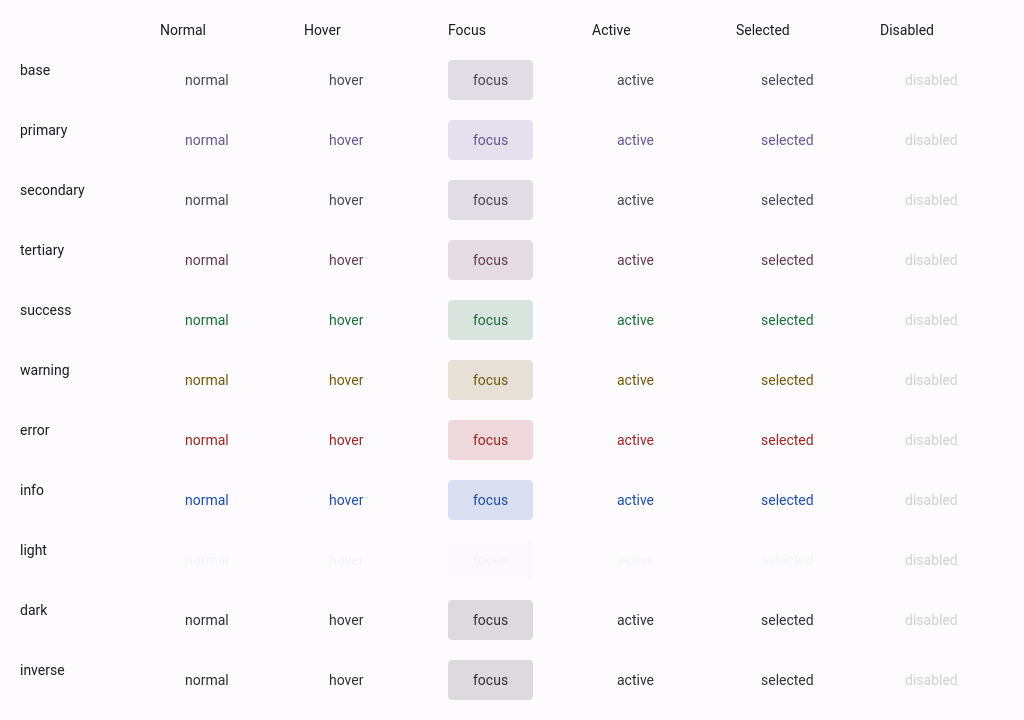 Normal Hover Focus Active Selected Disabled
base normal hover focus active selected disabled
primary normal hover focus active selected disabled
secondary normal hover focus active selected disabled
tertiary normal hover focus active selected disabled
success normal hover focus active selected disabled
warning normal hover focus active selected disabled
error normal hover focus active selected disabled
info normal hover focus active selected disabled
light normal hover focus active selected disabled
dark normal hover focus active selected disabled
inverse normal hover focus active selected disabled